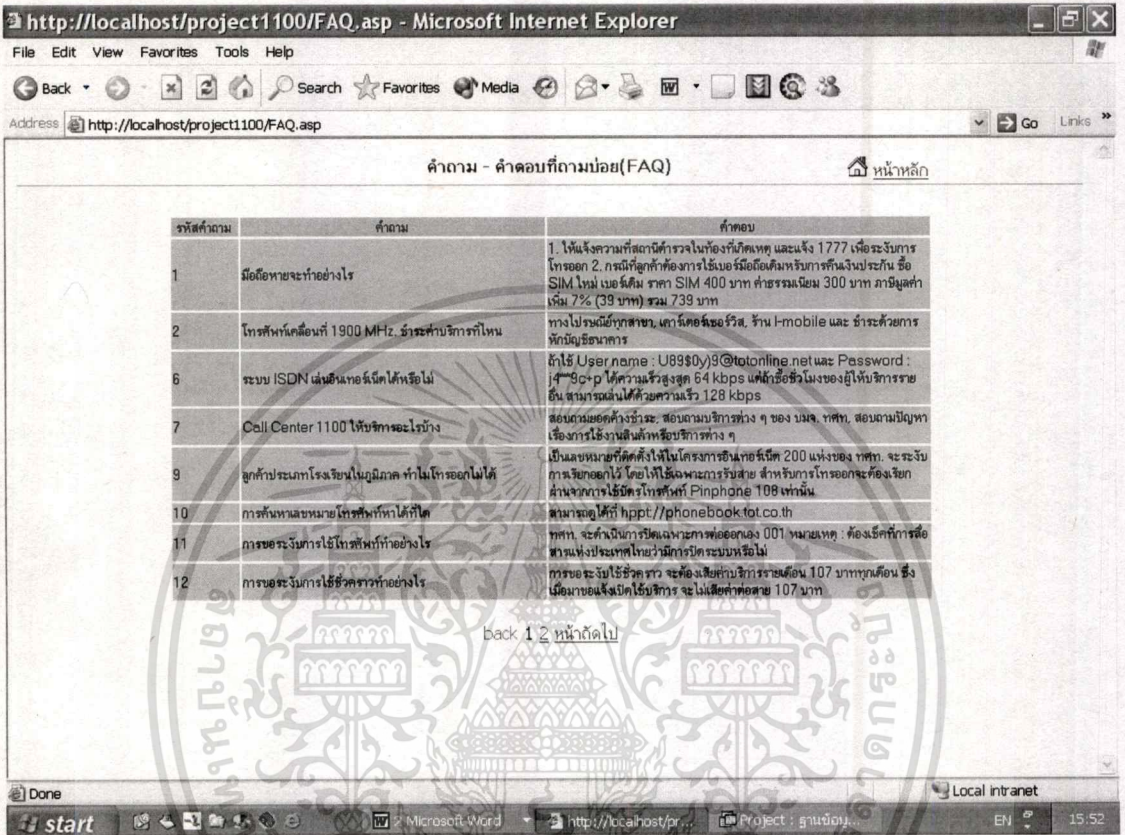 http://localhost/project1100/FAQ.asp - Microsoft Internet Explorer
File Edit View Favorites Tools Help
Back Search Favorites Media
Address http://localhost/project1100/FAQ.asp Go Links »
คำถาม - คำตอบที่ถามบ่อย(FAQ) หน้าหลัก
รหัสคำถาม คำถาม คำตอบ
1 มือถือหายจะทำอย่างไร 1. ให้แจ้งความที่สถานีตำรวจในท้องที่เกิดเหตุ และแจ้ง 1777 เพื่อระงับการ
โทรออก 2. กรณีที่ลูกค้าต้องการใช้เบอร์มือถือเดิมหรับการคืนเงินประกัน ซื้อ
SIM ใหม่ เบอร์เดิม ราคา SIM 400 บาท ค่าธรรมเนียม 300 บาท ภาษีมูลค่า
เพิ่ม 7% (39 บาท) รวม 739 บาท
2 โทรศัพท์เคลื่อนที่ 1900 MHz. ชำระค่าบริการที่ไหน ทางไปรษณีย์ทุกสาขา, เคาร์เตอร์เซอร์วิส, ร้าน I-mobile และ ชำระด้วยการ
หักบัญชีธนาคาร
6 ระบบ ISDN เล่นอินเทอร์เน็ตได้หรือไม่ ถ้าใช้ User name : U89$0y)9@totonline.net และ Password :
ได้ความเร็วสูงสุด 64 kbps แต่ถ้าซื้อชั่วโมงของผู้ให้บริการราย
อื่น สามารถเล่นได้ด้วยความเร็ว 128 kbps
7 Call Center 1100 ให้บริการอะไรบ้าง สอบถามยอดค้างชำระ, สอบถามบริการต่าง ๆ ของ บมจ. ทศท, สอบถามปัญหา
เรื่องการใช้งานสินค้าหรือบริการต่าง ๆ
9 ลูกค้าประเภทโรงเรียนในภูมิภาค ทำไมโทรออกไม่ได้ เป็นเลขหมายที่ติดตั้งให้ในโครงการอินเทอร์เน็ต 200 แห่งของ ทศท. จะระงับ
การเรียกออกไว้ โดยให้ใช้เฉพาะการรับสาย สำหรับการโทรออกจะต้องเรียก
ผ่านจากการใช้บัตรโทรศัพท์ Pinphone 108 เท่านั้น
10 การค้นหาเลขหมายโทรศัพท์หาได้ที่ใด สามารถดูได้ที่ hppt://phonebook.tot.co.th
11 การขอระงับการใช้โทรศัพท์ทำอย่างไร ทศท. จะดำเนินการปิดเฉพาะการต่อออกเอง 001 หมายเหตุ : ต้องเช็คที่การสื่อ
สารแห่งประเทศไทยว่ามีการปิดระบบหรือไม่
12 การขอระงับการใช้ชั่วคราวทำอย่างไร การขอระงับใช้ชั่วคราว จะต้องเสียค่าบริการรายเดือน 107 บาททุกเดือน ซึ่ง
เมื่อมาขอแจ้งเปิดใช้บริการ จะไม่เสียค่าต่อสาย 107 บาท
back 1 2 หน้าถัดไป
Done Local intranet
start 2 Microsoft Word http://localhost/pr... Project : ฐานข้อมู... EN 15:52